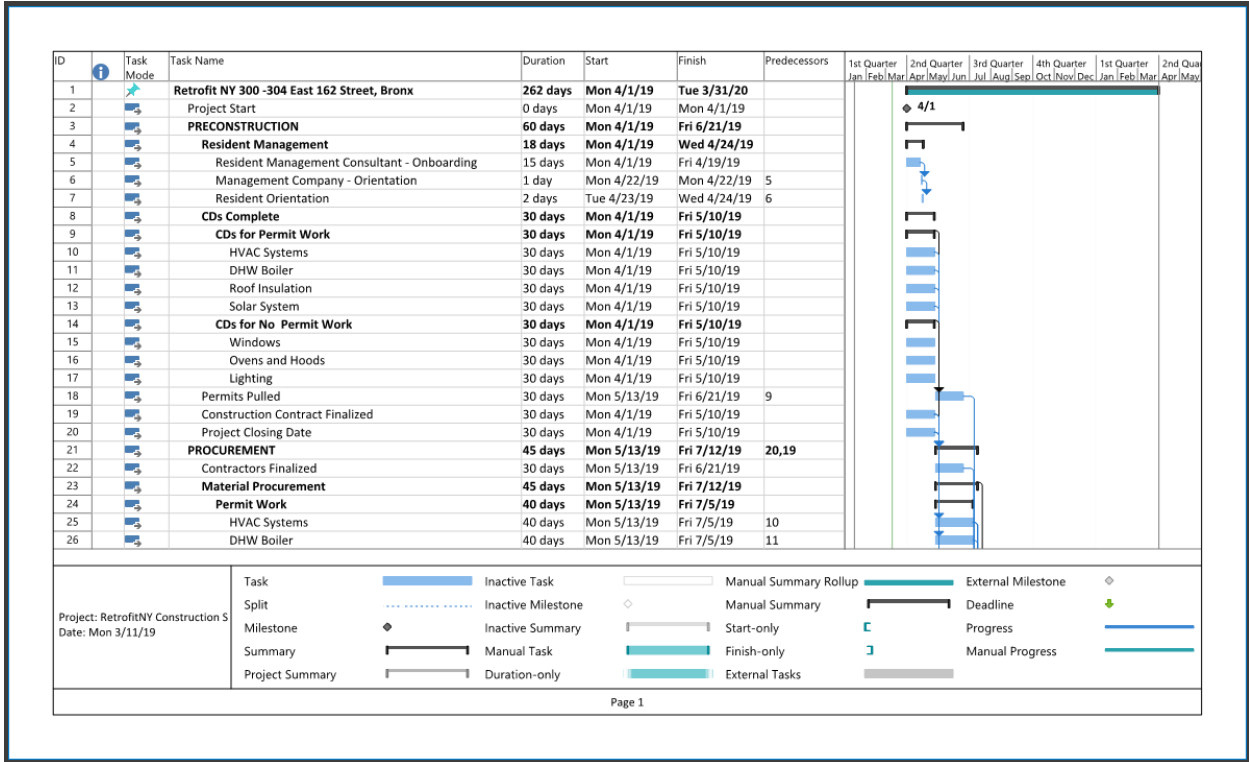 ID Task Mode Task Name Duration Start Finish Predecessors
1st Quarter 2nd Quarter 3rd Quarter 4th Quarter 1st Quarter 2nd Qua
Jan Feb Mar Apr May Jun Jul Aug Sep Oct Nov Dec Jan Feb Mar Apr May
1 Retrofit NY 300 -304 East 162 Street, Bronx 262 days Mon 4/1/19 Tue 3/31/20
2 Project Start 0 days Mon 4/1/19 Mon 4/1/19 4/1
3 PRECONSTRUCTION 60 days Mon 4/1/19 Fri 6/21/19
4 Resident Management 18 days Mon 4/1/19 Wed 4/24/19
5 Resident Management Consultant - Onboarding 15 days Mon 4/1/19 Fri 4/19/19
6 Management Company - Orientation 1 day Mon 4/22/19 Mon 4/22/19 5
7 Resident Orientation 2 days Tue 4/23/19 Wed 4/24/19 6
8 CDs Complete 30 days Mon 4/1/19 Fri 5/10/19
9 CDs for Permit Work 30 days Mon 4/1/19 Fri 5/10/19
10 HVAC Systems 30 days Mon 4/1/19 Fri 5/10/19
11 DHW Boiler 30 days Mon 4/1/19 Fri 5/10/19
12 Roof Insulation 30 days Mon 4/1/19 Fri 5/10/19
13 Solar System 30 days Mon 4/1/19 Fri 5/10/19
14 CDs for No Permit Work 30 days Mon 4/1/19 Fri 5/10/19
15 Windows 30 days Mon 4/1/19 Fri 5/10/19
16 Ovens and Hoods 30 days Mon 4/1/19 Fri 5/10/19
17 Lighting 30 days Mon 4/1/19 Fri 5/10/19
18 Permits Pulled 30 days Mon 5/13/19 Fri 6/21/19 9
19 Construction Contract Finalized 30 days Mon 4/1/19 Fri 5/10/19
20 Project Closing Date 30 days Mon 4/1/19 Fri 5/10/19
21 PROCUREMENT 45 days Mon 5/13/19 Fri 7/12/19 20,19
22 Contractors Finalized 30 days Mon 5/13/19 Fri 6/21/19
23 Material Procurement 45 days Mon 5/13/19 Fri 7/12/19
24 Permit Work 40 days Mon 5/13/19 Fri 7/5/19
25 HVAC Systems 40 days Mon 5/13/19 Fri 7/5/19 10
26 DHW Boiler 40 days Mon 5/13/19 Fri 7/5/19 11
Project: RetrofitNY Construction S
Date: Mon 3/11/19
Task Inactive Task Manual Summary Rollup External Milestone
Split Inactive Milestone Manual Summary Deadline
Milestone Inactive Summary Start-only Progress
Summary Manual Task Finish-only Manual Progress
Project Summary Duration-only External Tasks
Page 1